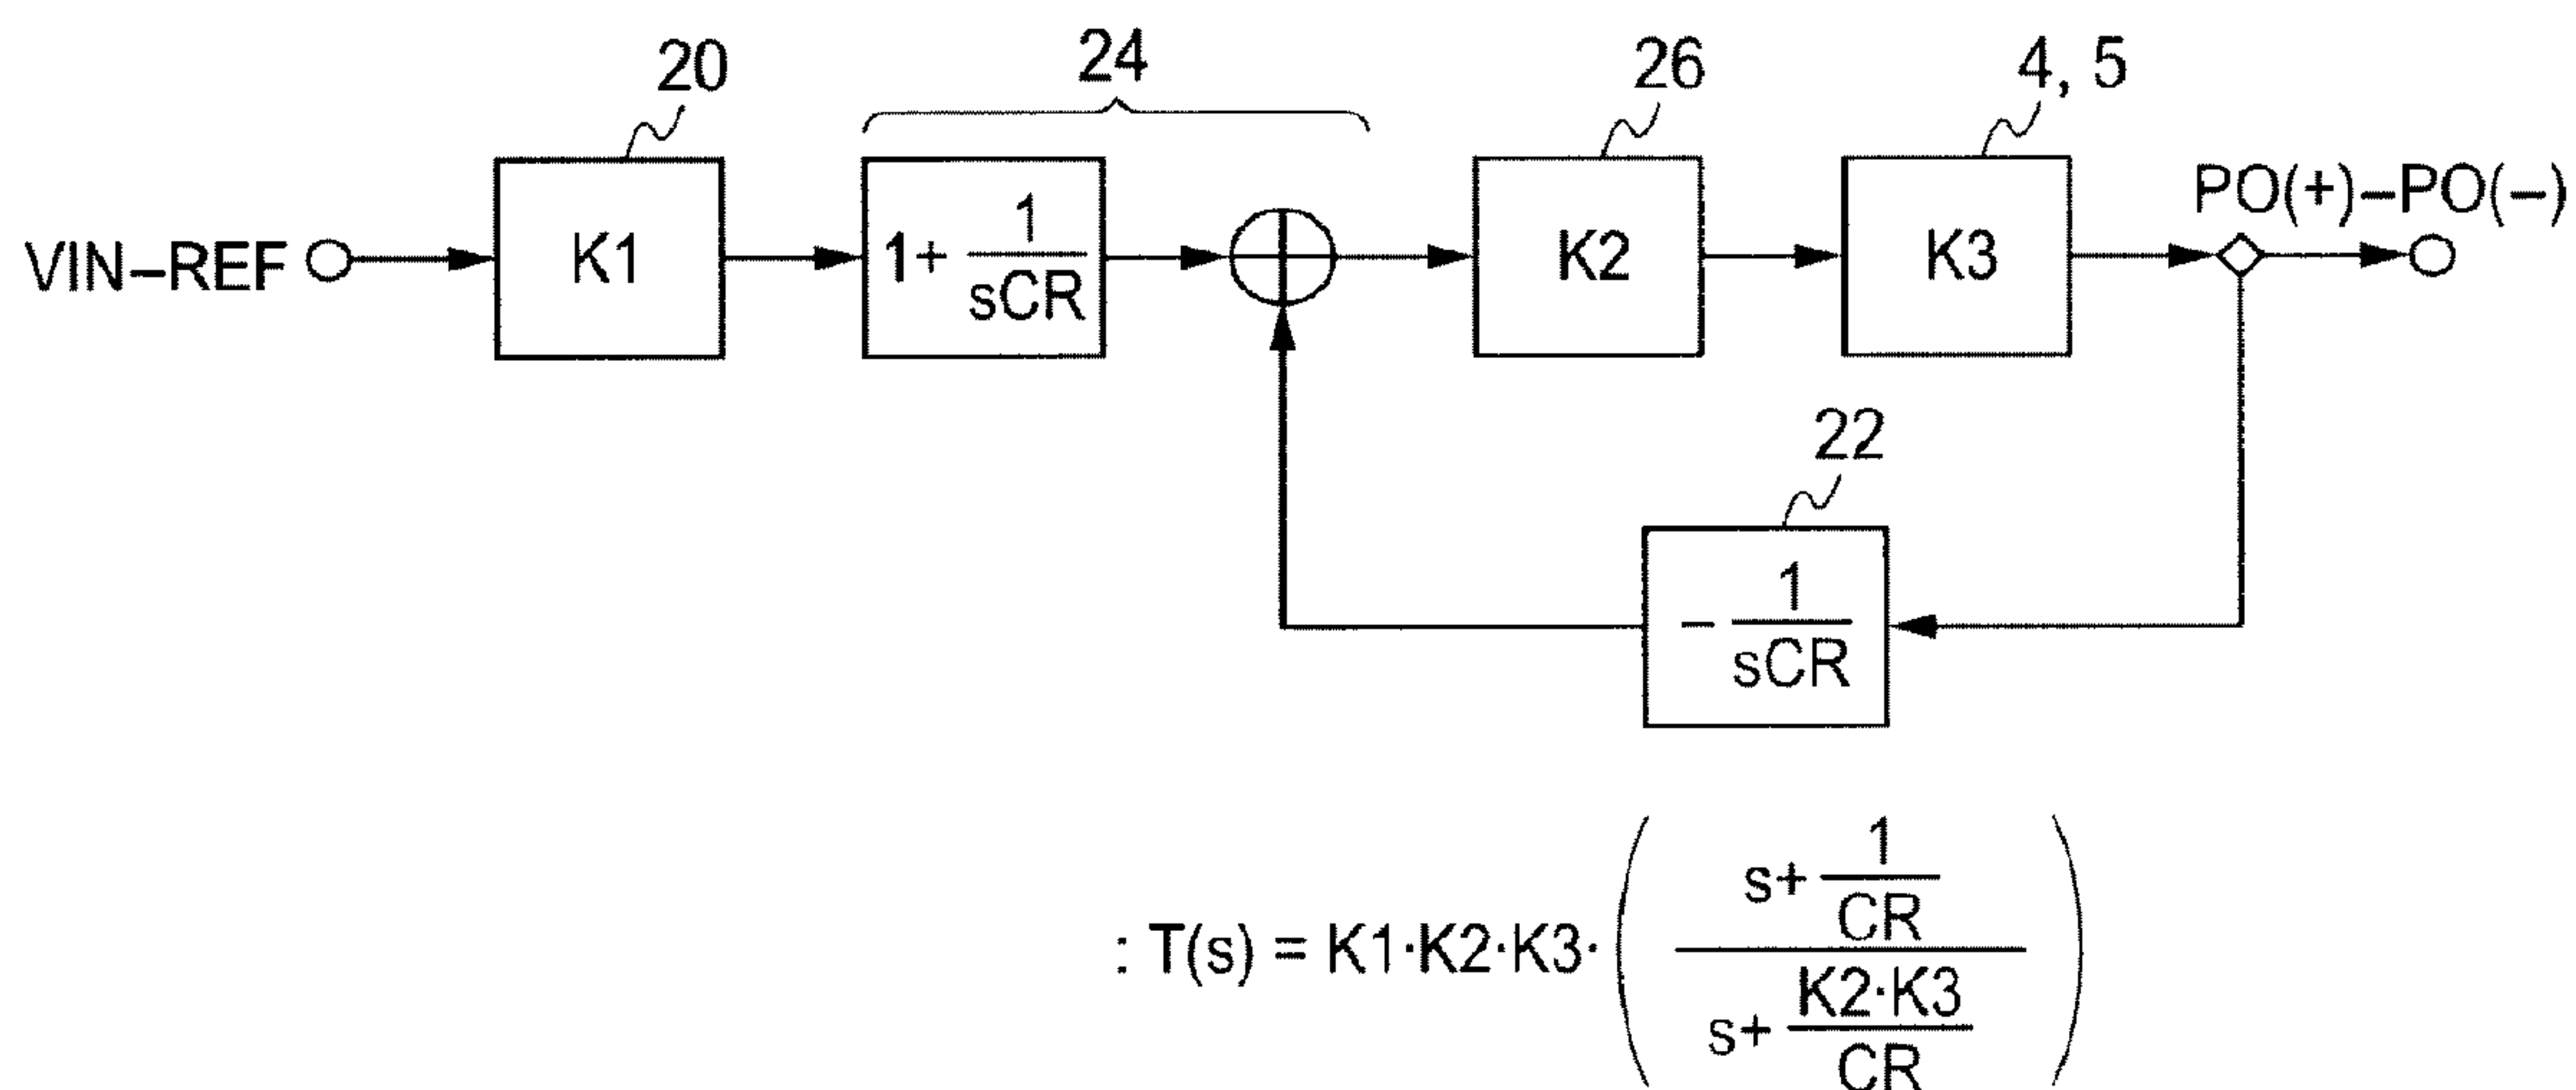 20
24
26
4, 5
VIN–REF
K1
1+ 1/sCR
K2
K3
PO(+)–PO(–)
22
– 1/sCR
: T(s) = K1·K2·K3· ( (s+ 1/CR) / (s+ K2·K3/CR) )